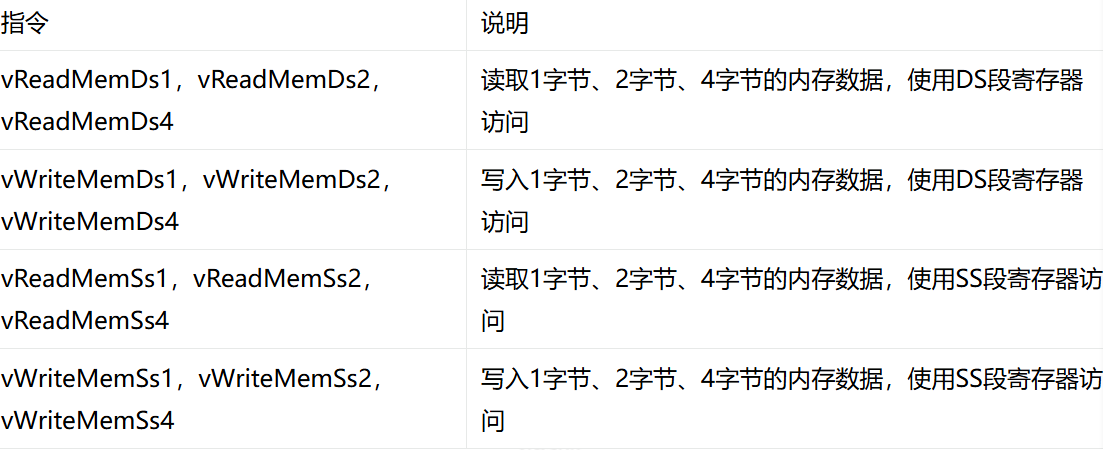 指令
说明
vReadMemDs1，vReadMemDs2，
vReadMemDs4
读取1字节、2字节、4字节的内存数据，使用DS段寄存器
访问
vWriteMemDs1，vWriteMemDs2，
vWriteMemDs4
写入1字节、2字节、4字节的内存数据，使用DS段寄存器
访问
vReadMemSs1，vReadMemSs2，
vReadMemSs4
读取1字节、2字节、4字节的内存数据，使用SS段寄存器访
问
vWriteMemSs1，vWriteMemSs2，
vWriteMemSs4
写入1字节、2字节、4字节的内存数据，使用SS段寄存器访
问